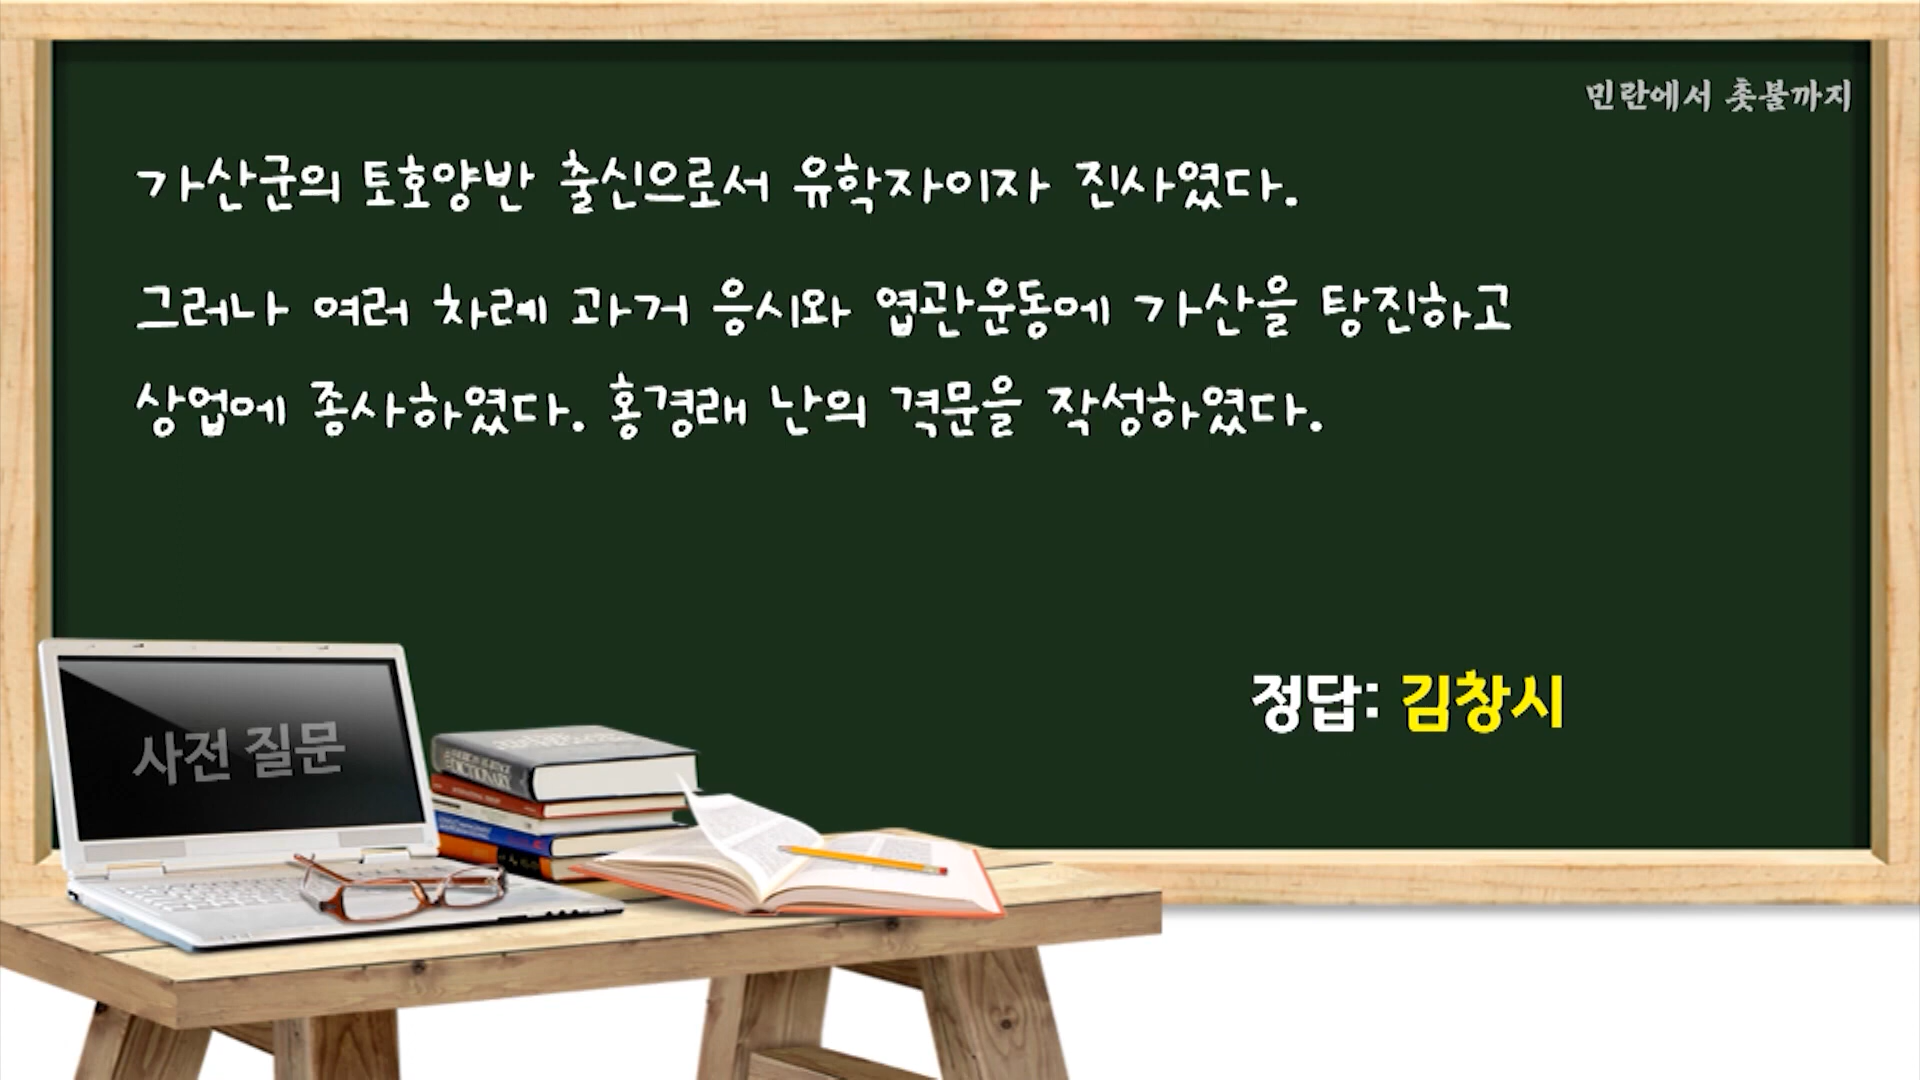 민란에서 촛불까지
가산군의 토호양반 출신으로서 유학자이자 진사였다.
그러나 여러 차례 과거 응시와 엽관운동에 가산을 탕진하고
상업에 종사하였다. 홍경래 난의 격문을 작성하였다.
정답: 김창시
사전 질문
DICTIONARY